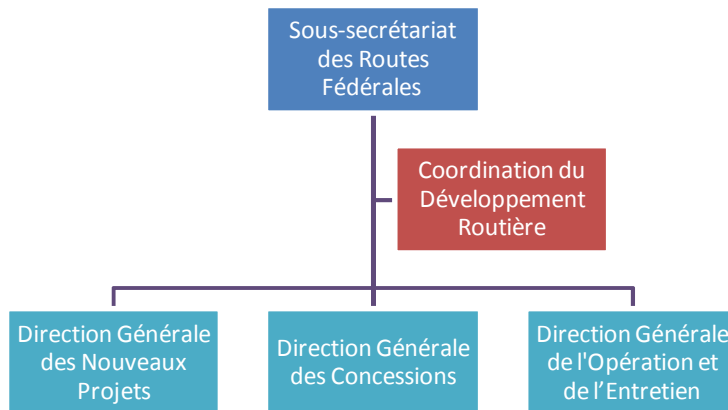 Sous-secrétariat
des Routes
Fédérales
Coordination du
Développement
Routière
Direction Générale
des Nouveaux
Projets
Direction Générale
des Concessions
Direction Générale
de l'Opération et
de l’Entretien